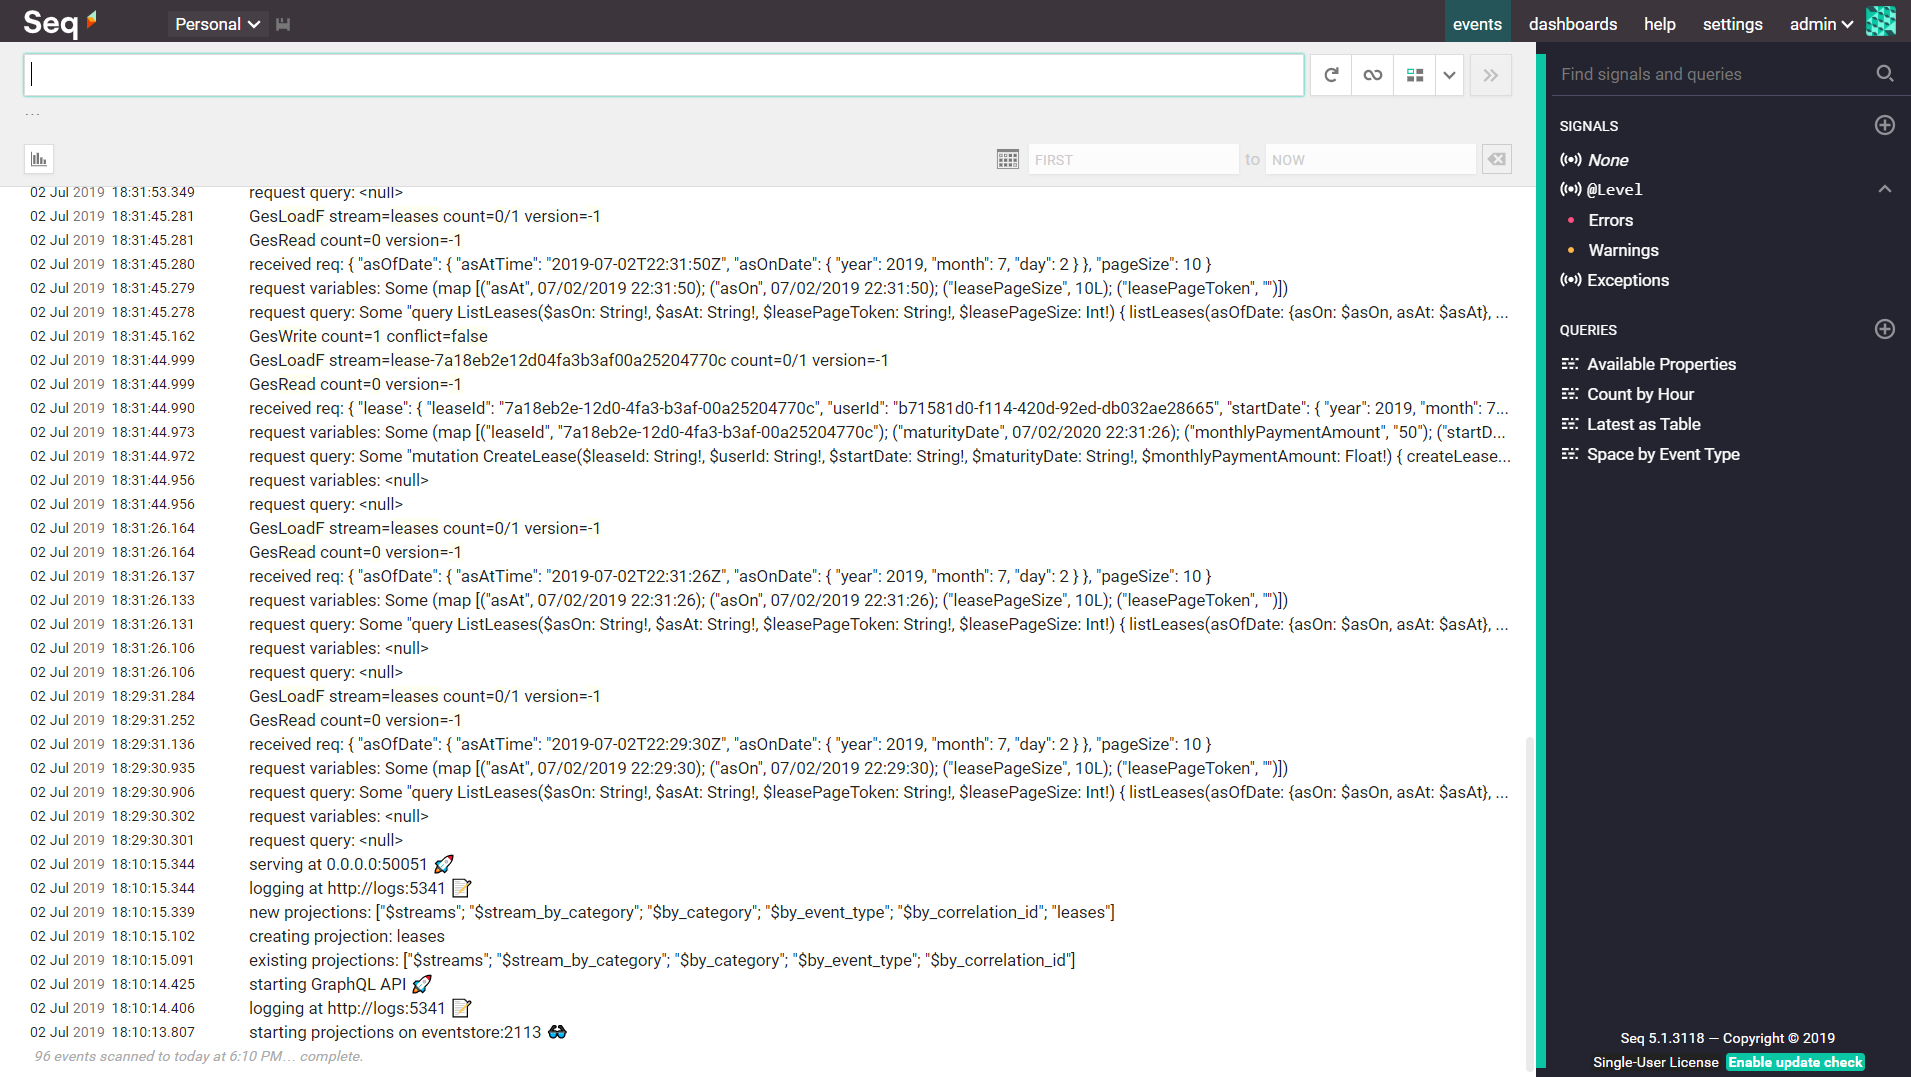 Seq
Personal
events
dashboards
help
settings
admin
...
FIRST
to
NOW
02 Jul 2019 18:31:53.349 request query: <null>
02 Jul 2019 18:31:45.281 GesLoadF stream=leases count=0/1 version=-1
02 Jul 2019 18:31:45.281 GesRead count=0 version=-1
02 Jul 2019 18:31:45.280 received req: { "asOfDate": { "asAtTime": "2019-07-02T22:31:50Z", "asOnDate": { "year": 2019, "month": 7, "day": 2 } }, "pageSize": 10 }
02 Jul 2019 18:31:45.279 request variables: Some (map [("asAt", 07/02/2019 22:31:50); ("asOn", 07/02/2019 22:31:50); ("leasePageSize", 10L); ("leasePageToken", "")])
02 Jul 2019 18:31:45.278 request query: Some "query ListLeases($asOn: String!, $asAt: String!, $leasePageToken: String!, $leasePageSize: Int!) { listLeases(asOfDate: {asOn: $asOn, asAt: $asAt}, ...
02 Jul 2019 18:31:45.162 GesWrite count=1 conflict=false
02 Jul 2019 18:31:44.999 GesLoadF stream=lease-7a18eb2e12d04fa3b3af00a25204770c count=0/1 version=-1
02 Jul 2019 18:31:44.999 GesRead count=0 version=-1
02 Jul 2019 18:31:44.990 received req: { "lease": { "leaseId": "7a18eb2e-12d0-4fa3-b3af-00a25204770c", "userId": "b71581d0-f114-420d-92ed-db032ae28665", "startDate": { "year": 2019, "month": 7...
02 Jul 2019 18:31:44.973 request variables: Some (map [("leaseId", "7a18eb2e-12d0-4fa3-b3af-00a25204770c"); ("maturityDate", 07/02/2020 22:31:26); ("monthlyPaymentAmount", "50"); ("startD...
02 Jul 2019 18:31:44.972 request query: Some "mutation CreateLease($leaseId: String!, $userId: String!, $startDate: String!, $maturityDate: String!, $monthlyPaymentAmount: Float!) { createLease...
02 Jul 2019 18:31:44.956 request variables: <null>
02 Jul 2019 18:31:44.956 request query: <null>
02 Jul 2019 18:31:26.164 GesLoadF stream=leases count=0/1 version=-1
02 Jul 2019 18:31:26.164 GesRead count=0 version=-1
02 Jul 2019 18:31:26.137 received req: { "asOfDate": { "asAtTime": "2019-07-02T22:31:26Z", "asOnDate": { "year": 2019, "month": 7, "day": 2 } }, "pageSize": 10 }
02 Jul 2019 18:31:26.133 request variables: Some (map [("asAt", 07/02/2019 22:31:26); ("asOn", 07/02/2019 22:31:26); ("leasePageSize", 10L); ("leasePageToken", "")])
02 Jul 2019 18:31:26.131 request query: Some "query ListLeases($asOn: String!, $asAt: String!, $leasePageToken: String!, $leasePageSize: Int!) { listLeases(asOfDate: {asOn: $asOn, asAt: $asAt}, ...
02 Jul 2019 18:31:26.106 request variables: <null>
02 Jul 2019 18:31:26.106 request query: <null>
02 Jul 2019 18:29:31.284 GesLoadF stream=leases count=0/1 version=-1
02 Jul 2019 18:29:31.252 GesRead count=0 version=-1
02 Jul 2019 18:29:31.136 received req: { "asOfDate": { "asAtTime": "2019-07-02T22:29:30Z", "asOnDate": { "year": 2019, "month": 7, "day": 2 } }, "pageSize": 10 }
02 Jul 2019 18:29:30.935 request variables: Some (map [("asAt", 07/02/2019 22:29:30); ("asOn", 07/02/2019 22:29:30); ("leasePageSize", 10L); ("leasePageToken", "")])
02 Jul 2019 18:29:30.906 request query: Some "query ListLeases($asOn: String!, $asAt: String!, $leasePageToken: String!, $leasePageSize: Int!) { listLeases(asOfDate: {asOn: $asOn, asAt: $asAt}, ...
02 Jul 2019 18:29:30.302 request variables: <null>
02 Jul 2019 18:29:30.301 request query: <null>
02 Jul 2019 18:10:15.344 serving at 0.0.0.0:50051 🚀
02 Jul 2019 18:10:15.344 logging at http://logs:5341 📝
02 Jul 2019 18:10:15.339 new projections: ["$streams"; "$stream_by_category"; "$by_category"; "$by_event_type"; "$by_correlation_id"; "leases"]
02 Jul 2019 18:10:15.102 creating projection: leases
02 Jul 2019 18:10:15.091 existing projections: ["$streams"; "$stream_by_category"; "$by_category"; "$by_event_type"; "$by_correlation_id"]
02 Jul 2019 18:10:14.425 starting GraphQL API 🚀
02 Jul 2019 18:10:14.406 logging at http://logs:5341 📝
02 Jul 2019 18:10:13.807 starting projections on eventstore:2113 👓
96 events scanned to today at 6:10 PM... complete.
Find signals and queries
SIGNALS
None
@Level
Errors
Warnings
Exceptions
QUERIES
Available Properties
Count by Hour
Latest as Table
Space by Event Type
Seq 5.1.3118 — Copyright © 2019
Single-User License Enable update check